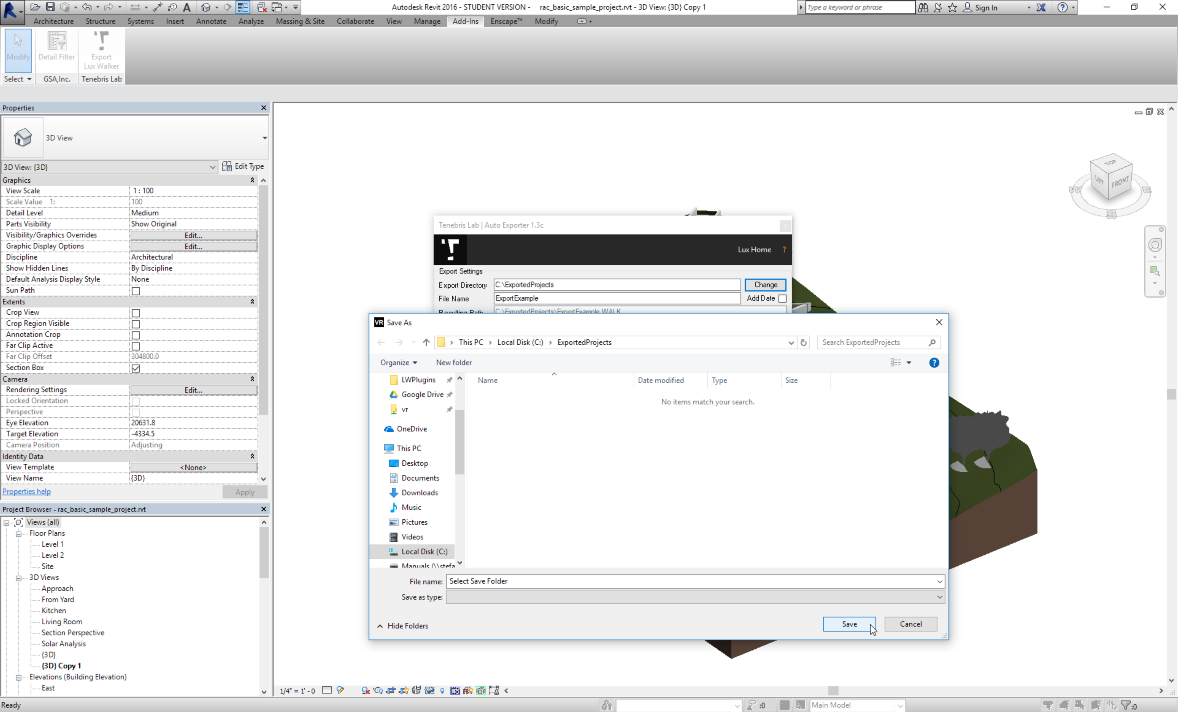 Autodesk Revit 2016 - STUDENT VERSION - rac_basic_sample_project.rvt - 3D View: {3D} Copy 1
Type a keyword or phrase
Sign In
Architecture Structure Systems Insert Annotate Analyze Massing & Site Collaborate View Manage Add-Ins Enscape™ Modify
Modify
Detail Filter
Export
Lux Walker
Select GSA,Inc. Tenebris Lab
Properties
3D View
3D View: {3D} Edit Type
Graphics
View Scale 1 : 100
Scale Value 1: 100
Detail Level Medium
Parts Visibility Show Original
Visibility/Graphics Overrides Edit...
Graphic Display Options Edit...
Discipline Architectural
Show Hidden Lines By Discipline
Default Analysis Display Style None
Sun Path
Extents
Crop View
Crop Region Visible
Annotation Crop
Far Clip Active
Far Clip Offset 304800.0
Section Box
Camera
Rendering Settings Edit...
Locked Orientation
Perspective
Eye Elevation 20631.8
Target Elevation -4334.5
Camera Position Adjusting
Identity Data
View Template <None>
View Name {3D}
Properties help Apply
Project Browser - rac_basic_sample_project.rvt
Views (all)
Floor Plans
Level 1
Level 2
Site
3D Views
Approach
From Yard
Kitchen
Living Room
Section Perspective
Solar Analysis
{3D}
{3D} Copy 1
Elevations (Building Elevation)
East
Ready
TOP
LEFT
FRONT
Tenebris Lab | Auto Exporter 1.3c
Lux Home ?
Export Settings
Export Directory C:\ExportedProjects Change
File Name ExportExample Add Date
Resulting Path C:\ExportedProjects\ExportExample.WALK
VR Save As
This PC › Local Disk (C:) › ExportedProjects
Search ExportedProjects
Organize New folder
LWPlugins
Google Drive
vr
OneDrive
This PC
Desktop
Documents
Downloads
Music
Pictures
Videos
Local Disk (C:)
Name Date modified Type Size
No items match your search.
File name: Select Save Folder
Save as type:
Hide Folders
Save
Cancel
1/4" = 1'-0
:0
Main Model
:0